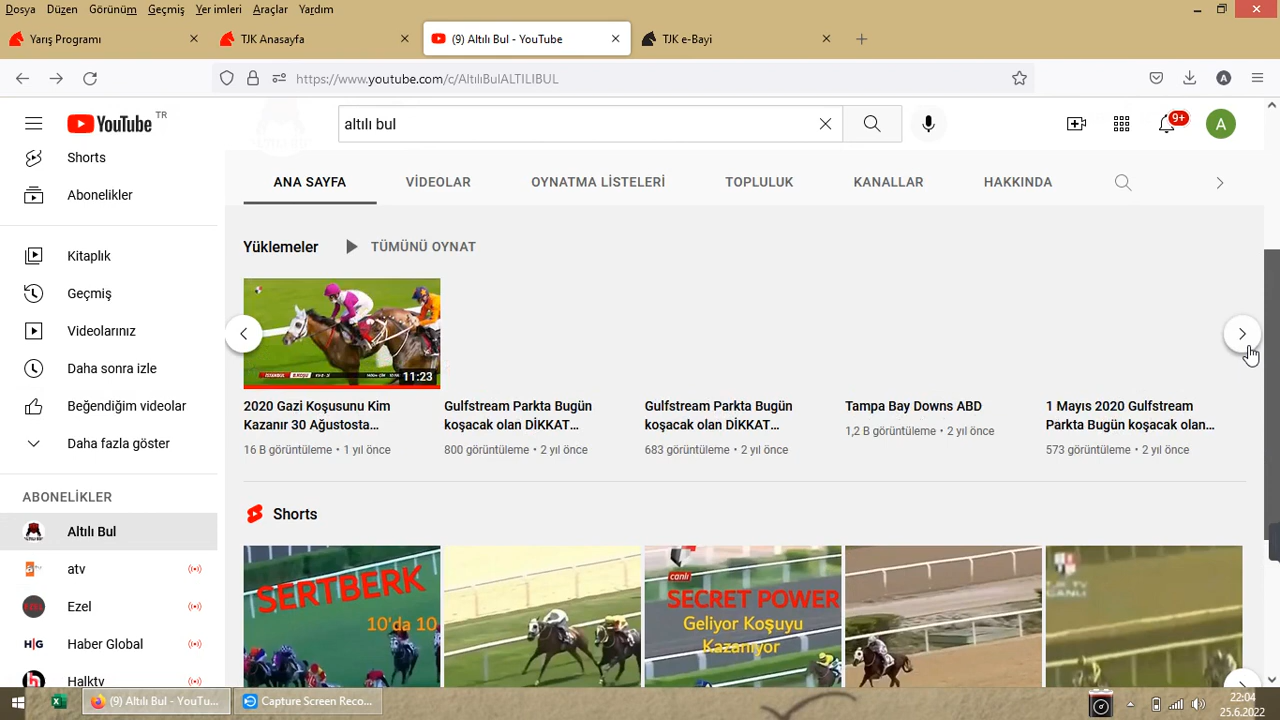 Dosya Düzen Görünüm Geçmiş Yer imleri Araçlar Yardım
Yarış Programı
TJK Anasayfa
(9) Altılı Bul - YouTube
TJK e-Bayi
https://www.youtube.com/c/AltılıBulALTILIBUL
YouTube TR
altılı bul
9+
A
Shorts
Abonelikler
Kitaplık
Geçmiş
Videolarınız
Daha sonra izle
Beğendiğim videolar
Daha fazla göster
ABONELİKLER
Altılı Bul
atv
Ezel
Haber Global
Halktv
ANA SAYFA VİDEOLAR OYNATMA LİSTELERİ TOPLULUK KANALLAR HAKKINDA
Yüklemeler TÜMÜNÜ OYNAT
11:23
2020 Gazi Koşusunu Kim
Kazanır 30 Ağustosta...
16 B görüntüleme • 1 yıl önce
Gulfstream Parkta Bugün
koşacak olan DİKKAT...
800 görüntüleme • 2 yıl önce
Gulfstream Parkta Bugün
koşacak olan DİKKAT...
683 görüntüleme • 2 yıl önce
Tampa Bay Downs ABD
1,2 B görüntüleme • 2 yıl önce
1 Mayıs 2020 Gulfstream
Parkta Bugün koşacak olan...
573 görüntüleme • 2 yıl önce
Shorts
SERTBERK
10'da 10
canlı
SECRET POWER
Geliyor Koşuyu
Kazanıyor
CANLI
(9) Altılı Bul - YouTu...
Capture Screen Reco...
22:04
25.6.2022